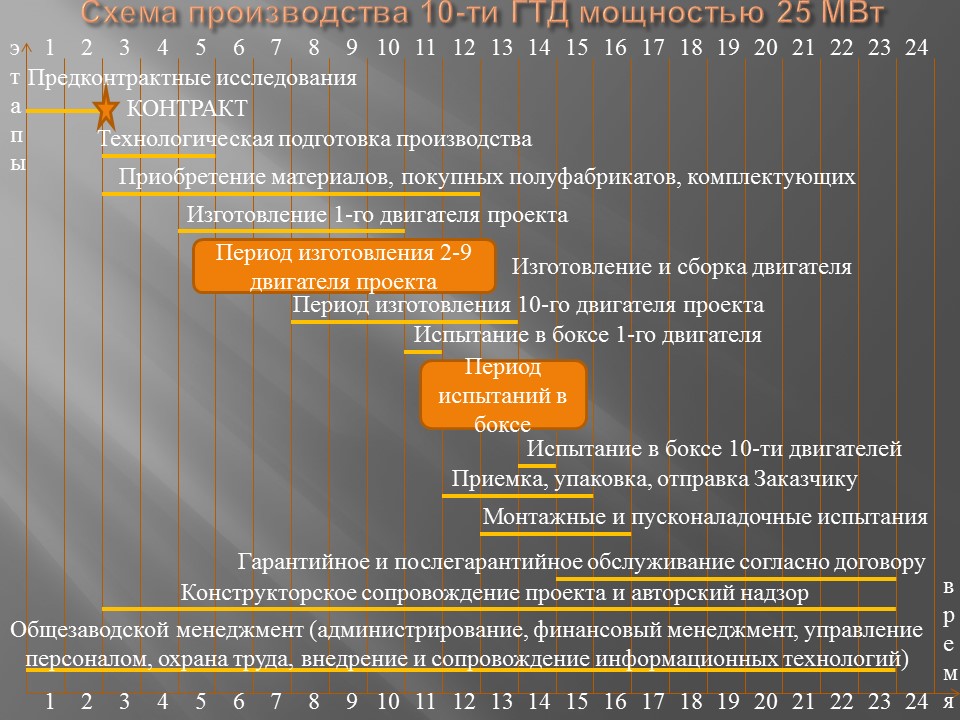 Схема производства 10-ти ГТД мощностью 25 МВт
1 2 3 4 5 6 7 8 9 10 11 12 13 14 15 16 17 18 19 20 21 22 23 24
этапы
Предконтрактные исследования
КОНТРАКТ
Технологическая подготовка производства
Приобретение материалов, покупных полуфабрикатов, комплектующих
Изготовление 1-го двигателя проекта
Период изготовления 2-9
двигателя проекта
Изготовление и сборка двигателя
Период изготовления 10-го двигателя проекта
Испытание в боксе 1-го двигателя
Период
испытаний в
боксе
Испытание в боксе 10-ти двигателей
Приемка, упаковка, отправка Заказчику
Монтажные и пусконаладочные испытания
Гарантийное и послегарантийное обслуживание согласно договору
Конструкторское сопровождение проекта и авторский надзор
Общезаводской менеджмент (администрирование, финансовый менеджмент, управление
персоналом, охрана труда, внедрение и сопровождение информационных технологий)
время
1 2 3 4 5 6 7 8 9 10 11 12 13 14 15 16 17 18 19 20 21 22 23 24